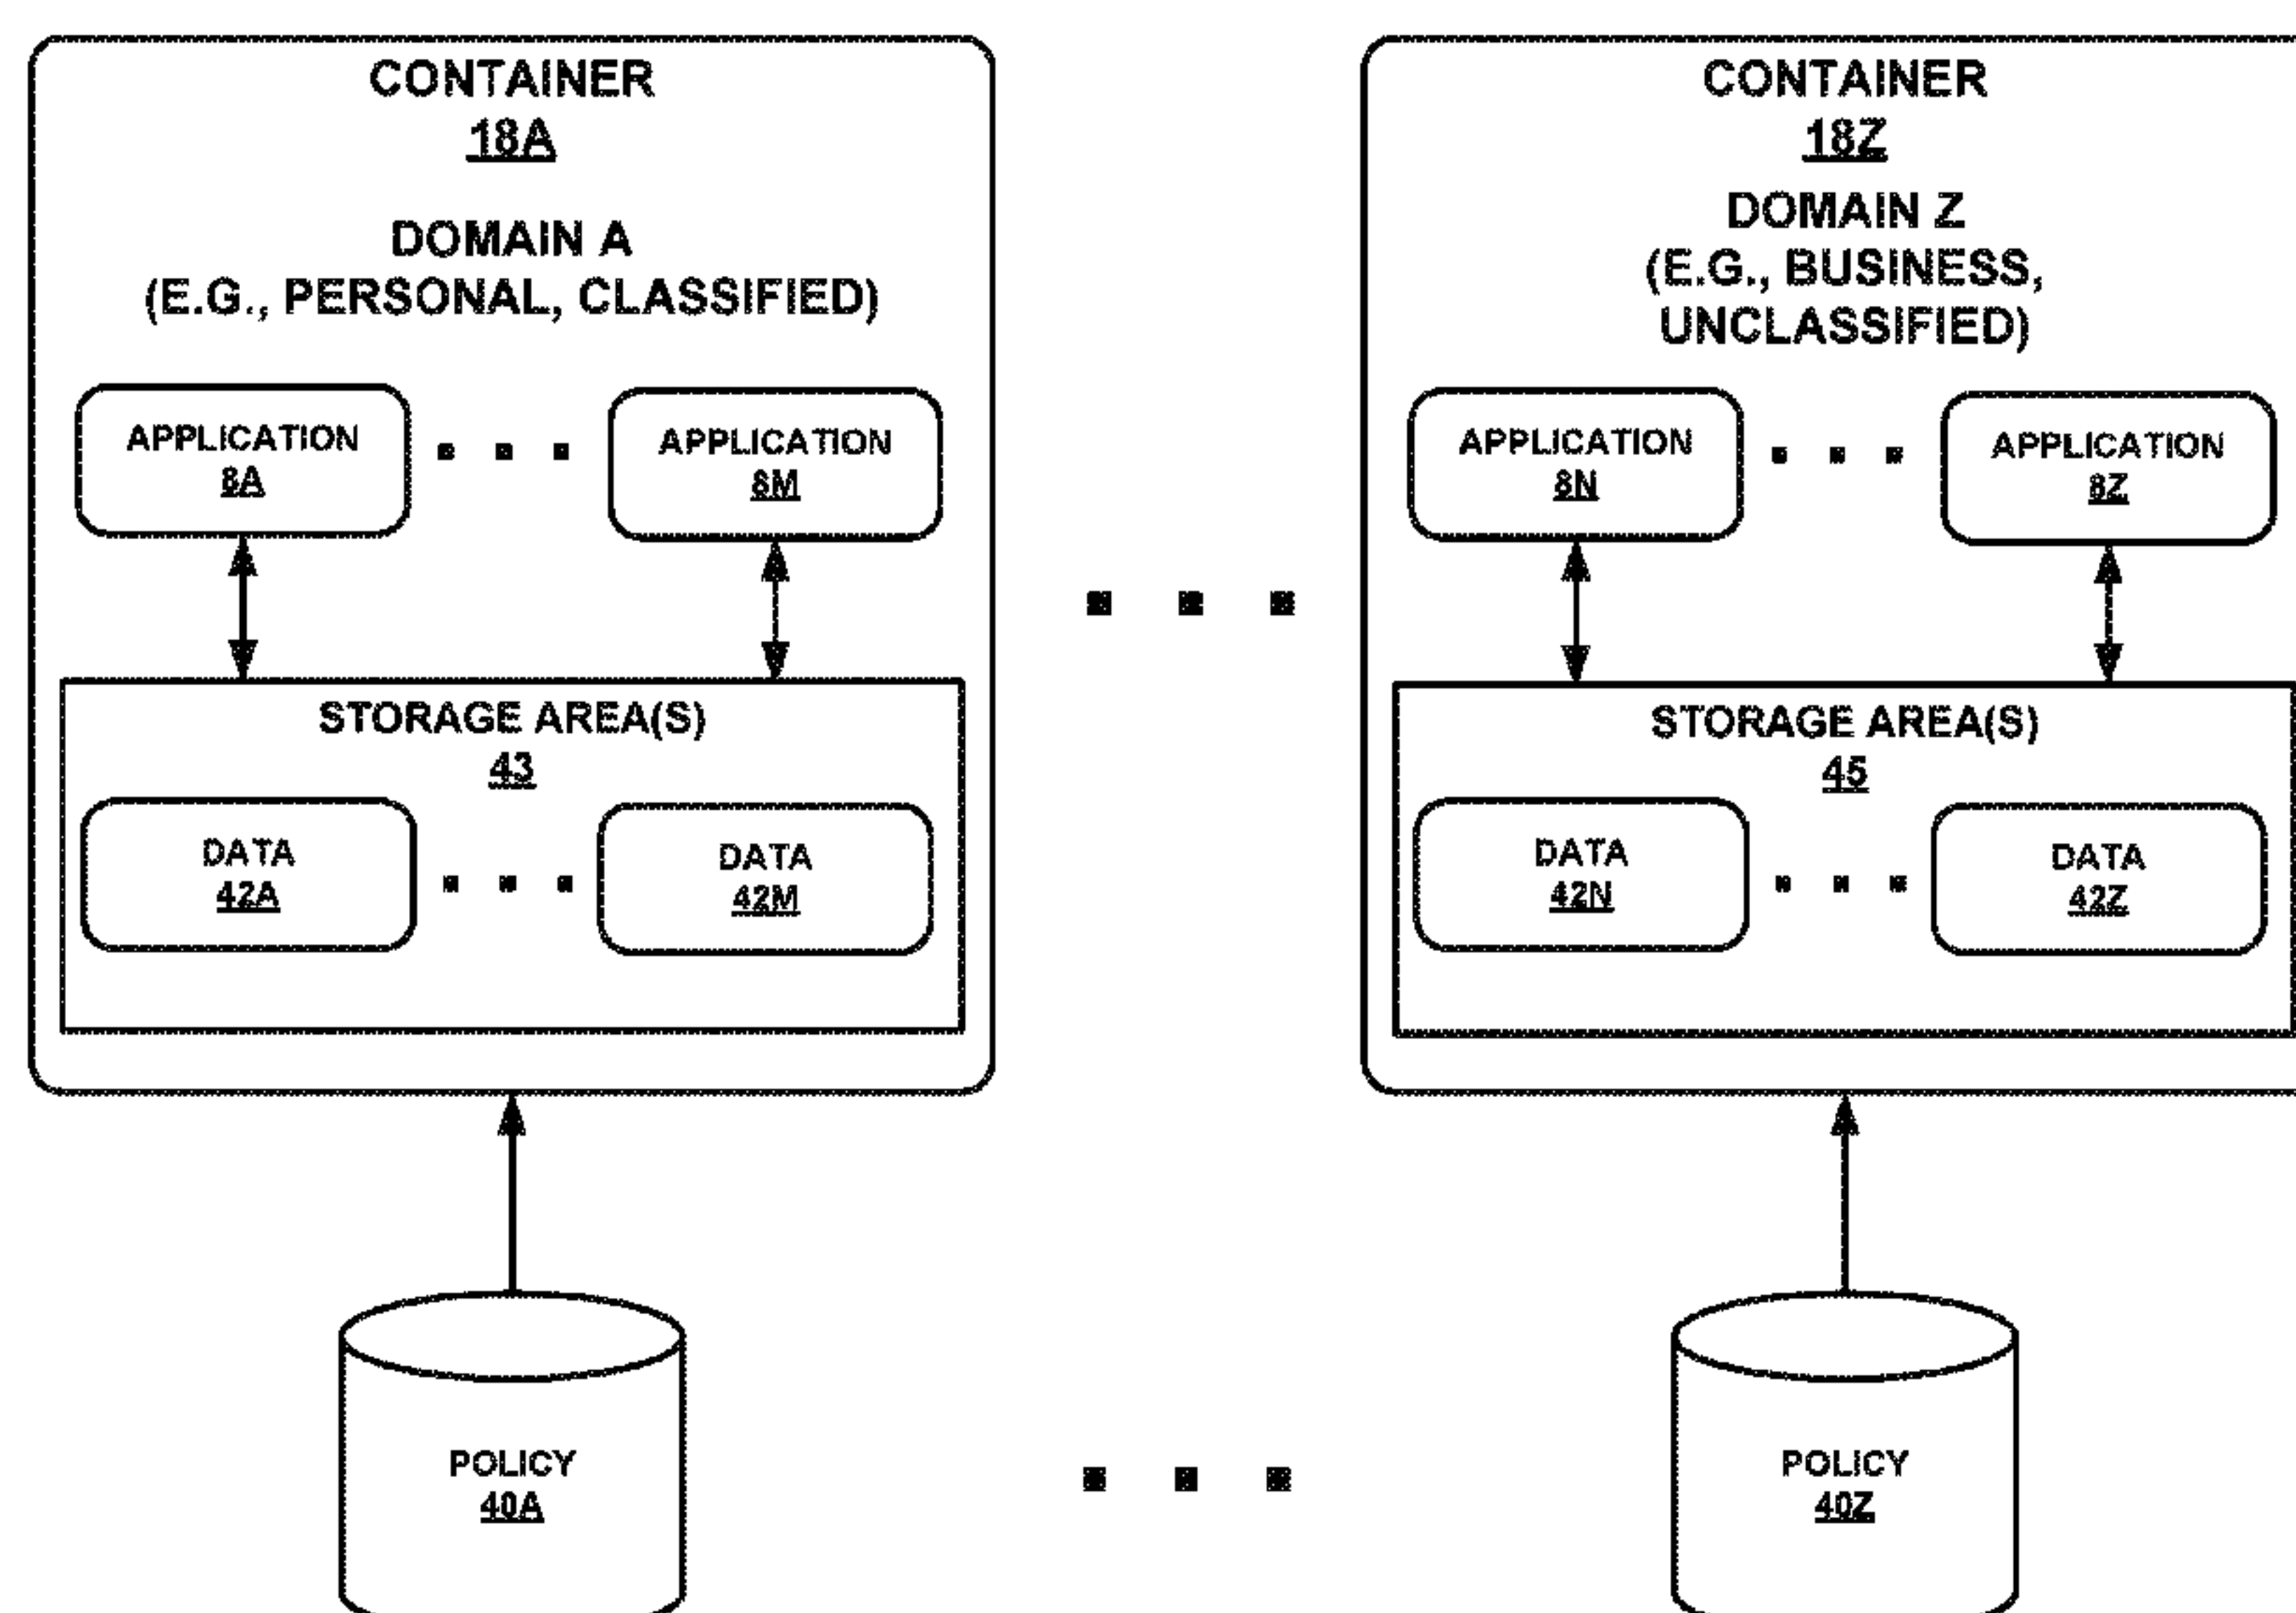 CONTAINER
18A
DOMAIN A
(E.G., PERSONAL, CLASSIFIED)
APPLICATION
8A
APPLICATION
8M
STORAGE AREA(S)
43
DATA
42A
DATA
42M
POLICY
40A
CONTAINER
18Z
DOMAIN Z
(E.G., BUSINESS,
UNCLASSIFIED)
APPLICATION
8N
APPLICATION
8Z
STORAGE AREA(S)
45
DATA
42N
DATA
42Z
POLICY
40Z